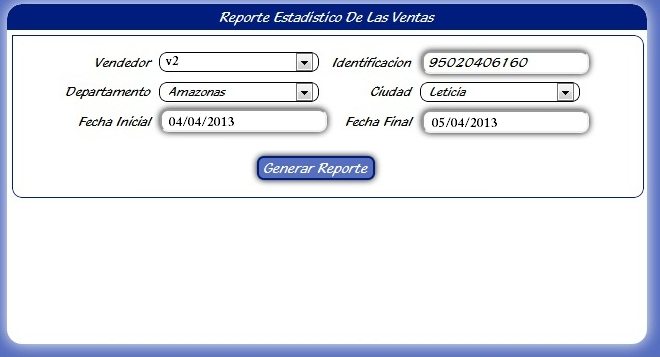 Reporte Estadistico De Las Ventas
Vendedor v2 Identificacion 95020406160
Departamento Amazonas Ciudad Leticia
Fecha Inicial 04/04/2013 Fecha Final 05/04/2013
Generar Reporte